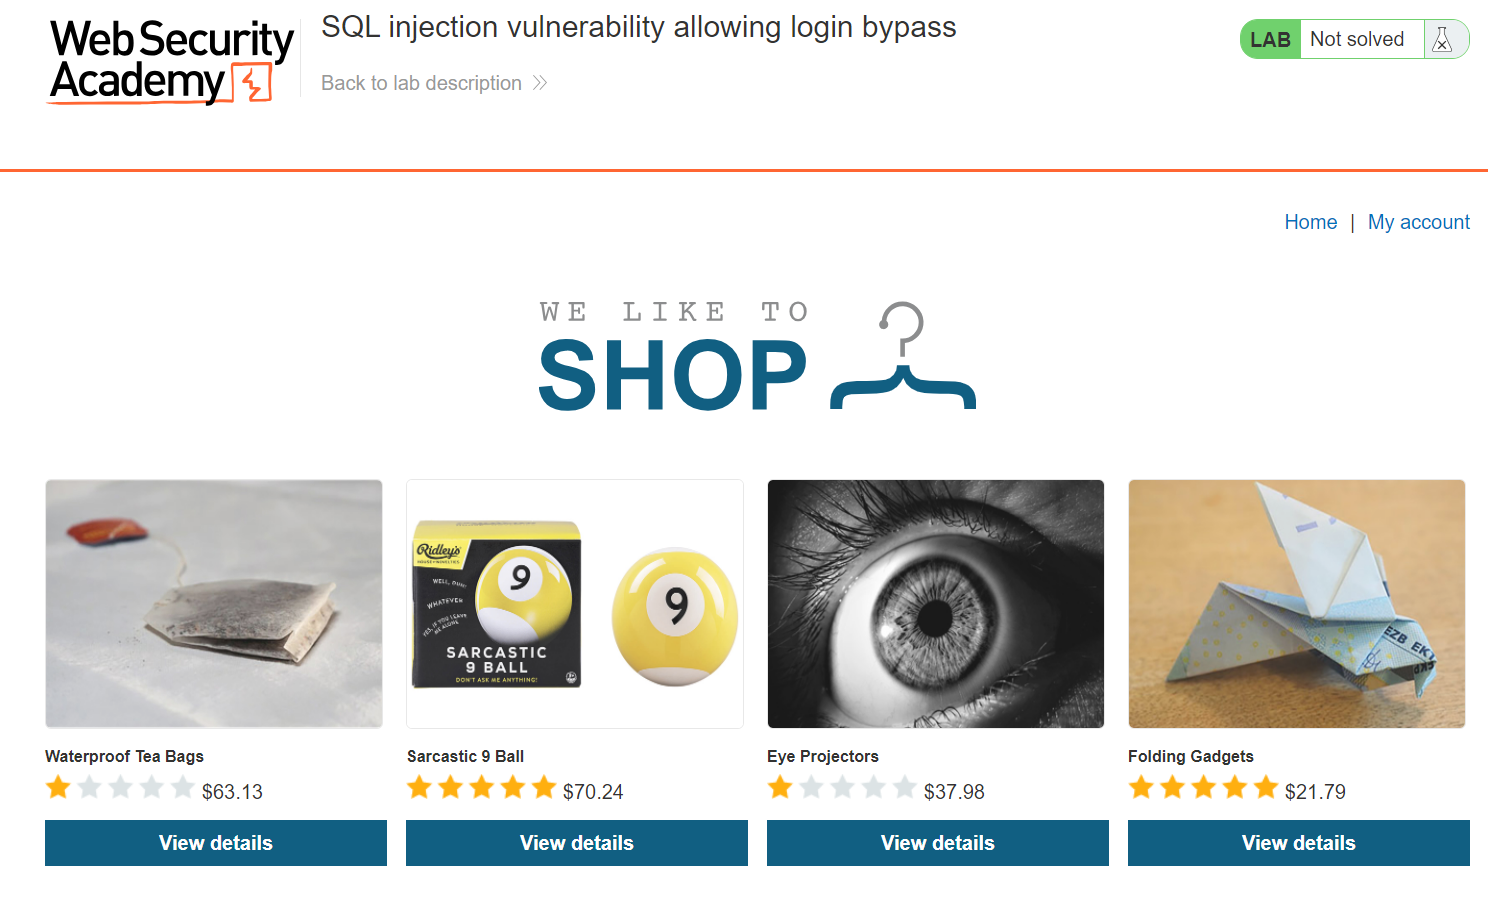 Web Security
Academy
SQL injection vulnerability allowing login bypass
Back to lab description
LAB Not solved
Home | My account
WE LIKE TO
SHOP
Ridley's
HOUSE OF NOVELTIES
WELL, DUH!
WHATEVER
YES, IF YOU LEAVE
ME ALONE
9
SARCASTIC
9 BALL
DON'T ASK ME ANYTHING!
9
EZB EKT
Waterproof Tea Bags
$63.13
View details
Sarcastic 9 Ball
$70.24
View details
Eye Projectors
$37.98
View details
Folding Gadgets
$21.79
View details